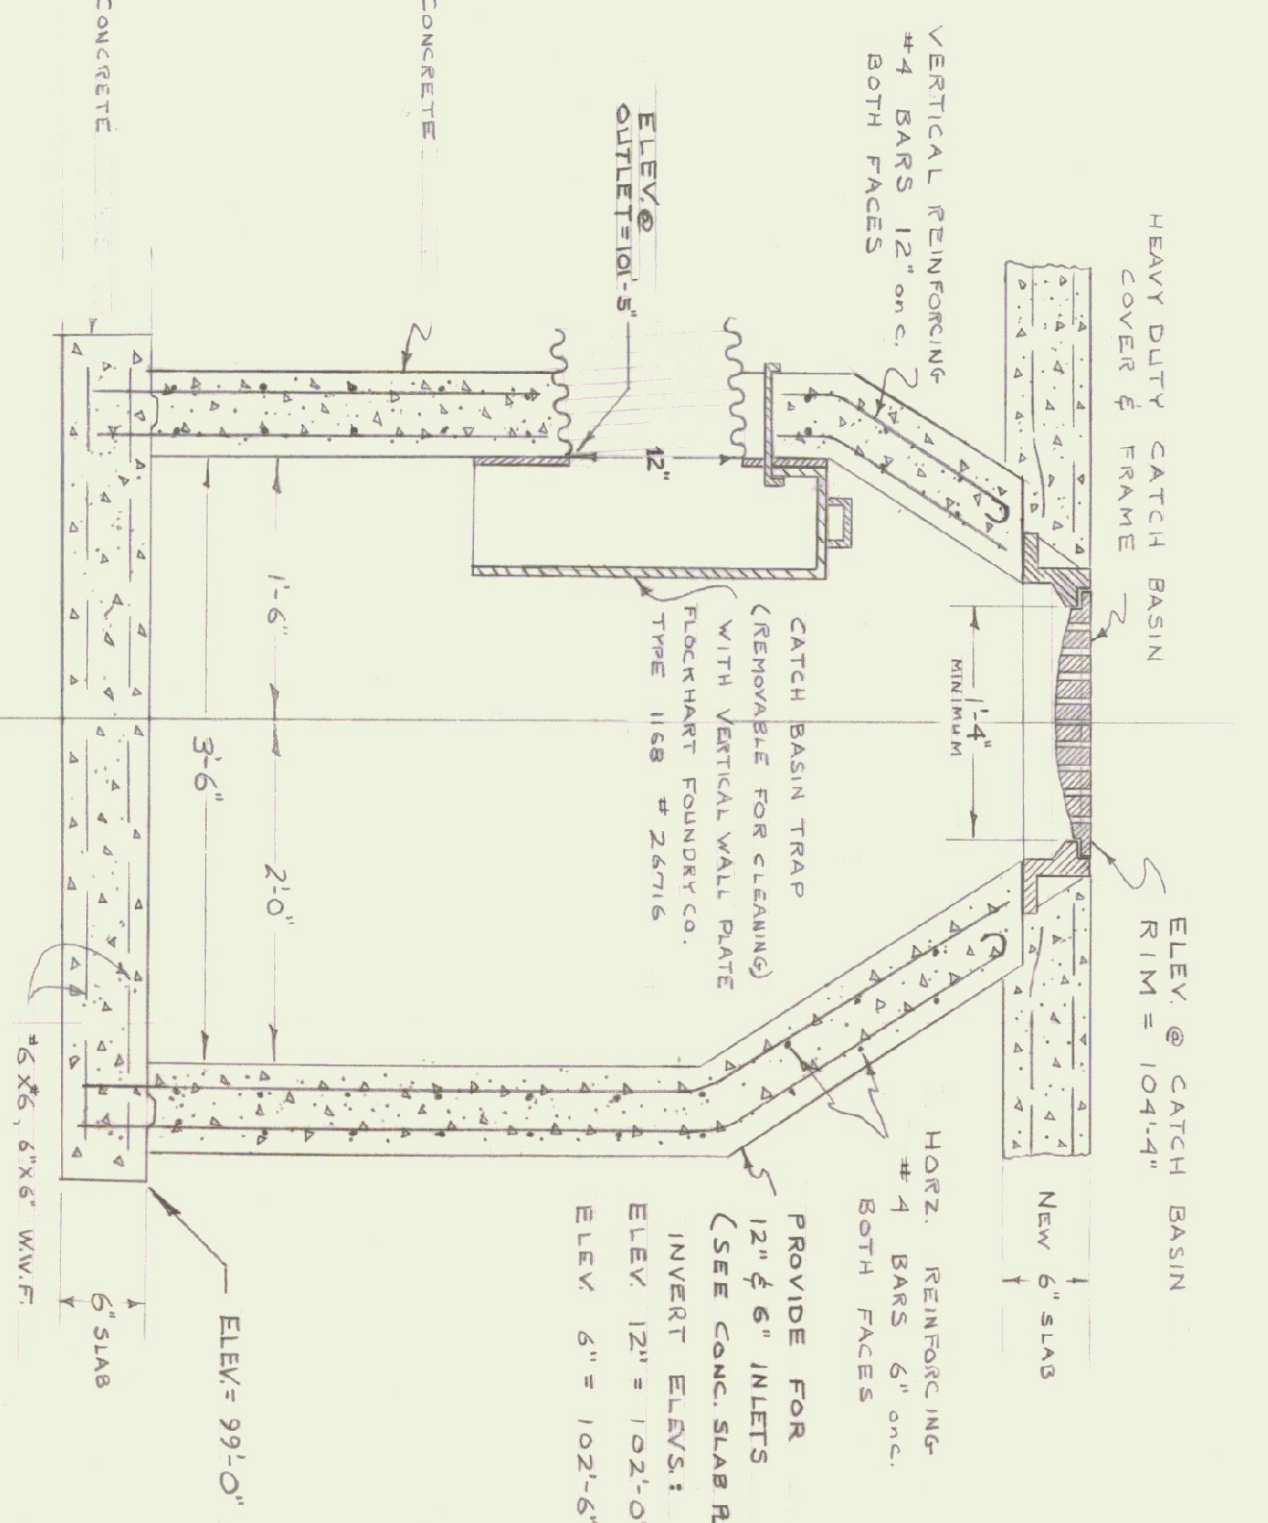 HEAVY DUTY CATCH BASIN
COVER & FRAME
ELEV. @ CATCH BASIN
RIM = 104'-4"
NEW 6" SLAB
VERTICAL REINFORCING
#4 BARS 12" on c.
BOTH FACES
1'-4"
MINIMUM
HORZ. REINFORCING
#4 BARS 6" on c.
BOTH FACES
CATCH BASIN TRAP
(REMOVABLE FOR CLEANING)
WITH VERTICAL WALL PLATE
FLOCKHART FOUNDRY CO.
TYPE 1168 # 26716
PROVIDE FOR
12" & 6" INLETS
(SEE CONC. SLAB PL
INVERT ELEVS.:
ELEV. 12" = 102'-0
ELEV. 6" = 102'-6"
ELEV. @
OUTLET = 101'-5"
12"
CONCRETE
1'-6"
2'-0"
3'-6"
ELEV. = 99'-0"
CONCRETE
6" SLAB
#6 X #6, 6" X 6" W.W.F.